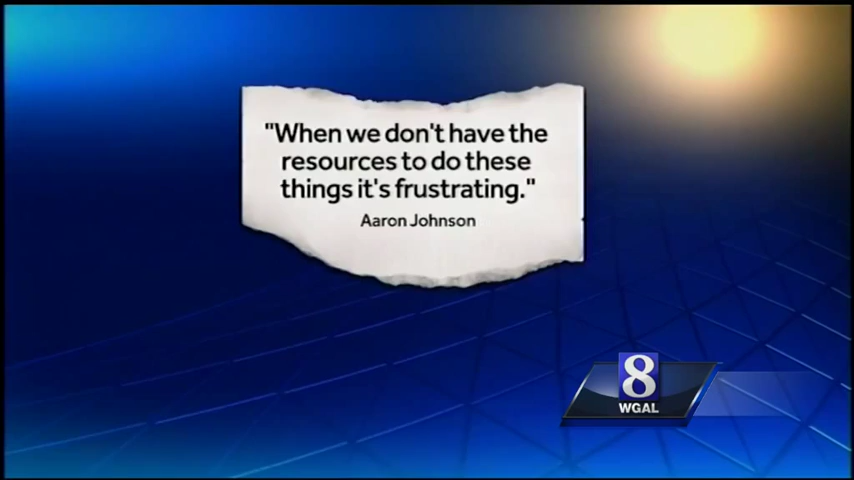 "When we don't have the
resources to do these
things it's frustrating."
Aaron Johnson
8
WGAL